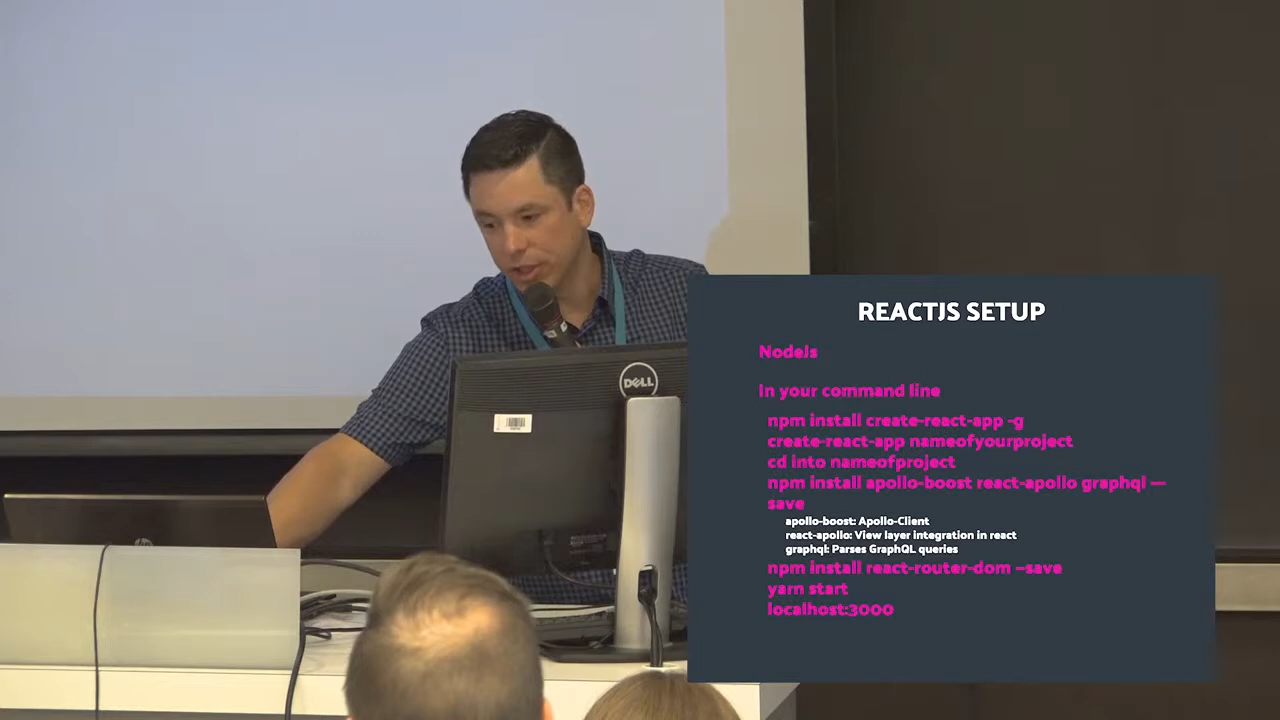 REACTJS SETUP
NodeJs
In your command line
npm install create-react-app -g
create-react-app nameofyourproject
cd into nameofproject
npm install apollo-boost react-apollo graphql —
save
apollo-boost: Apollo-Client
react-apollo: View layer integration in react
graphql: Parses GraphQL queries
npm install react-router-dom –save
yarn start
localhost:3000
DELL
hp